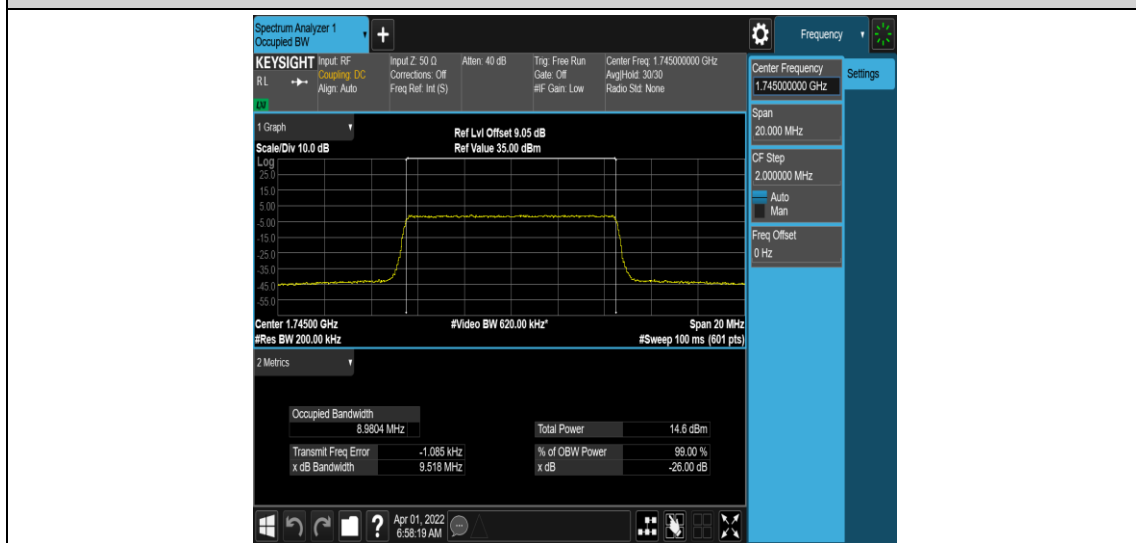 Spectrum Analyzer 1
Occupied BW
+
Frequency
KEYSIGHT
RL
LXI
Input: RF
Coupling: DC
Align: Auto
Input Z: 50 Ω
Corrections: Off
Freq Ref: Int (S)
Atten: 40 dB
Trig: Free Run
Gate: Off
#IF Gain: Low
Center Freq: 1.745000000 GHz
Avg|Hold: 30/30
Radio Std: None
Center Frequency
1.745000000 GHz
Settings
Span
20.000 MHz
CF Step
2.000000 MHz
Auto
Man
Freq Offset
0 Hz
1 Graph
Scale/Div 10.0 dB
Ref Lvl Offset 9.05 dB
Ref Value 35.00 dBm
Log
25.0
15.0
5.00
-5.00
-15.0
-25.0
-35.0
-45.0
-55.0
Center 1.74500 GHz
#Video BW 620.00 kHz*
Span 20 MHz
#Res BW 200.00 kHz
#Sweep 100 ms (601 pts)
2 Metrics
Occupied Bandwidth
8.9804 MHz
Total Power 14.6 dBm
Transmit Freq Error -1.085 kHz
% of OBW Power 99.00 %
x dB Bandwidth 9.518 MHz
x dB -26.00 dB
?
Apr 01, 2022
6:58:19 AM